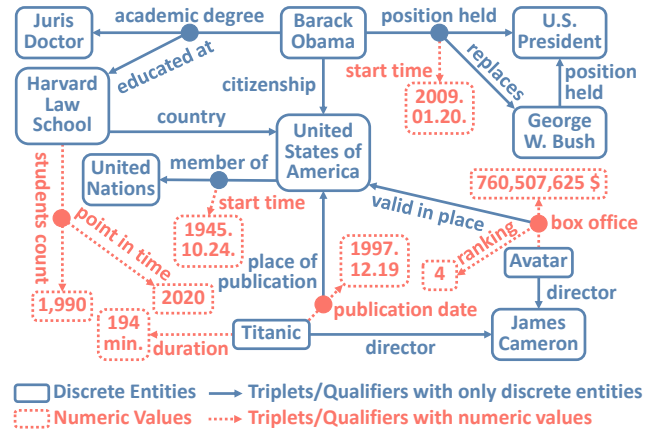 Juris
Doctor
academic degree
Barack
Obama
position held
U.S.
President
educated at
citizenship
start time
replaces
position
held
Harvard
Law
School
country
2009.
01.20.
George
W. Bush
United
States of
America
United
Nations
member of
start time
students count
point in time
1945.
10.24.
place of
publication
1997.
12.19
valid in place
760,507,625 $
box office
ranking
4
Avatar
1,990
2020
194
min.
duration
Titanic
publication date
director
director
James
Cameron
Discrete Entities
Triplets/Qualifiers with only discrete entities
Numeric Values
Triplets/Qualifiers with numeric values